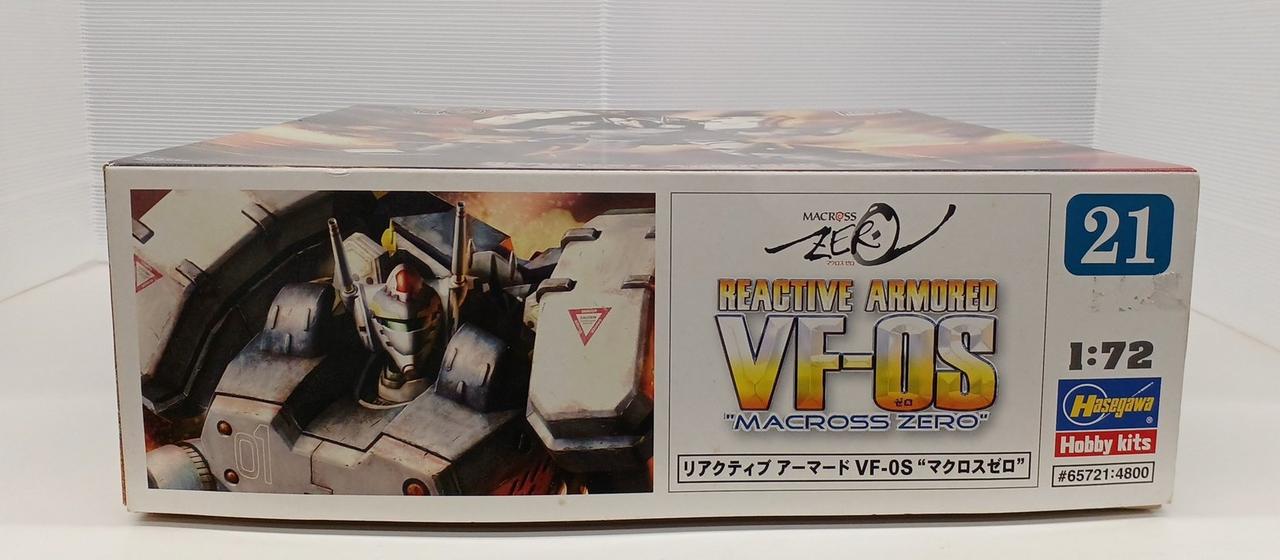 01
MACROSS
ZERO
マクロスゼロ
REACTIVE ARMORED
VF-0S
ゼロ
"MACROSS ZERO"
リアクティブ アーマード VF-0S “マクロスゼロ”
21
1:72
Hasegawa
®
Hobby kits
#65721:4800